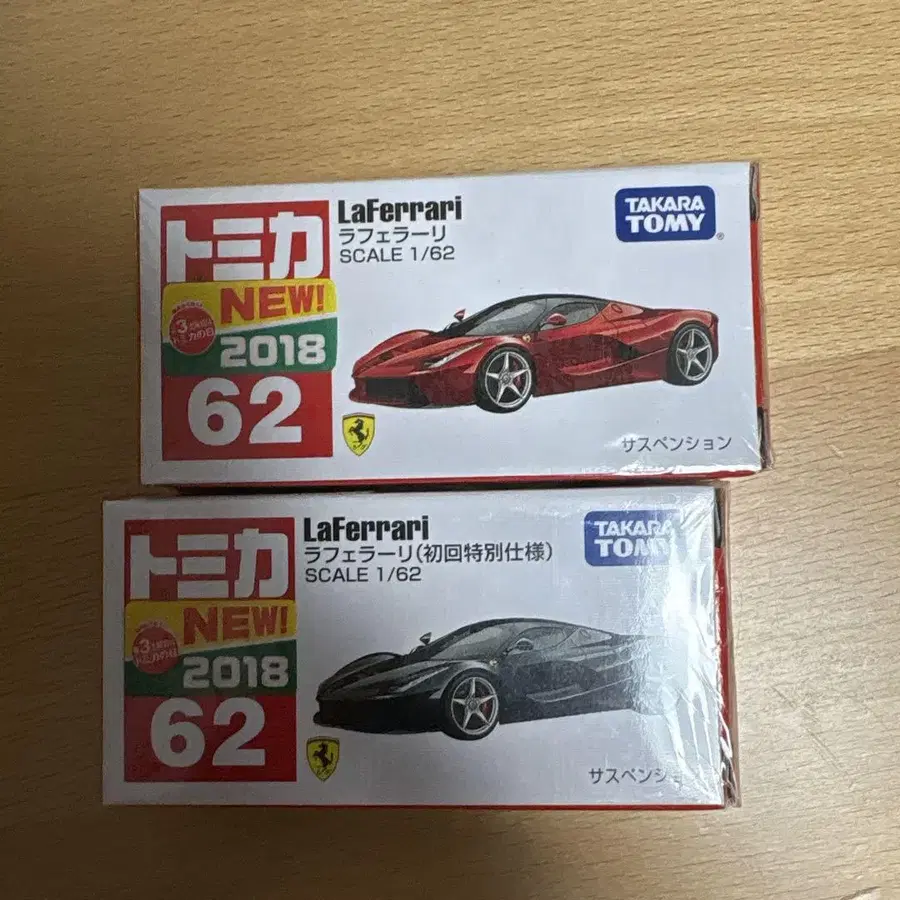 LaFerrari
ラフェラーリ
SCALE 1/62
TAKARA
TOMY
®
トミカ
NEW!
2018
62
サスペンション
LaFerrari
ラフェラーリ(初回特別仕様)
SCALE 1/62
TAKARA
TOMY
トミカ
NEW!
2018
62
サスペンション